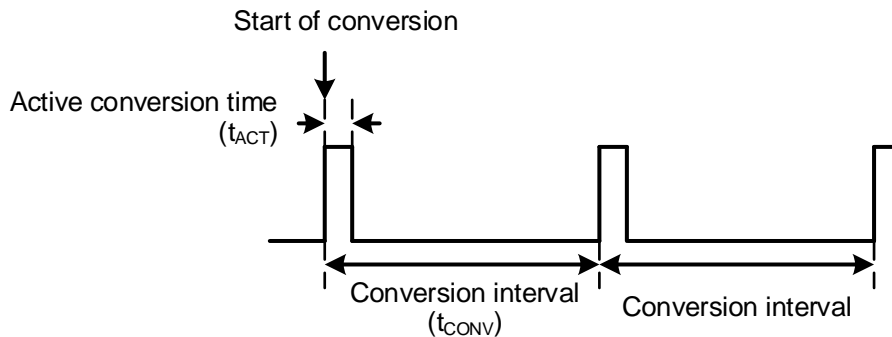 Start of conversion
Active conversion time
(tACT)
Conversion interval
(tCONV)
Conversion interval